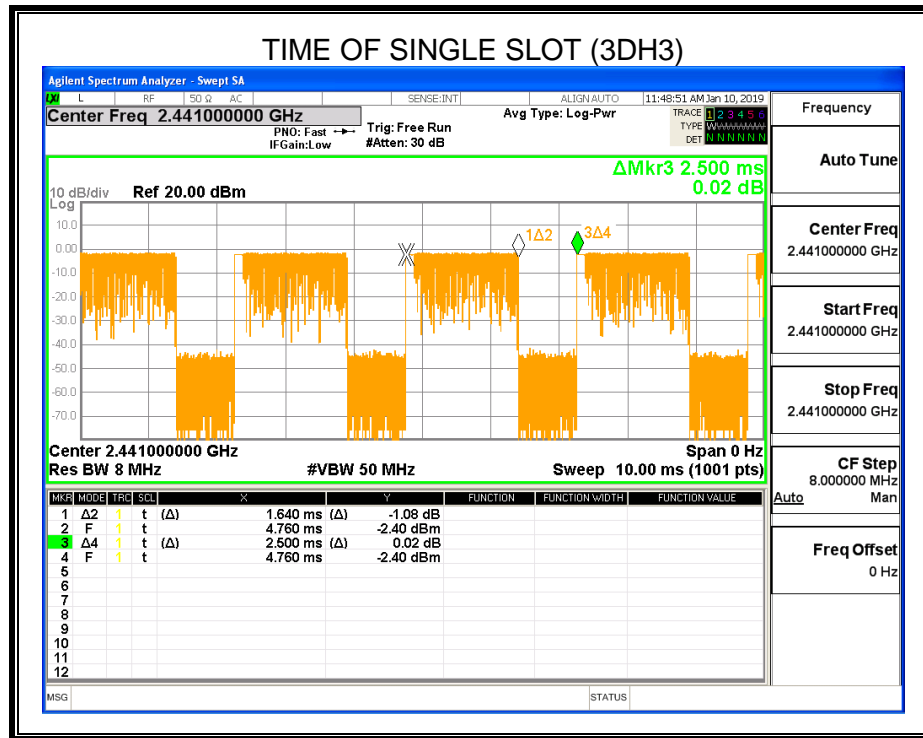 TIME OF SINGLE SLOT (3DH3)
Agilent Spectrum Analyzer - Swept SA
LXI L RF 50 Ω AC SENSE:INT ALIGN AUTO 11:48:51 AM Jan 10, 2019
Center Freq 2.441000000 GHz
PNO: Fast
IFGain:Low
Trig: Free Run
#Atten: 30 dB
Avg Type: Log-Pwr
TRACE 1 2 3 4 5 6
TYPE WWWWWW
DET N N N N N N
ΔMkr3 2.500 ms
0.02 dB
10 dB/div Ref 20.00 dBm
Log
10.0
0.00
-10.0
-20.0
-30.0
-40.0
-50.0
-60.0
-70.0
1Δ2
3Δ4
Center 2.441000000 GHz Span 0 Hz
Res BW 8 MHz #VBW 50 MHz Sweep 10.00 ms (1001 pts)
MKR MODE TRC SCL X Y FUNCTION FUNCTION WIDTH FUNCTION VALUE
1 Δ2 1 t (Δ) 1.640 ms (Δ) -1.08 dB
2 F 1 t 4.760 ms -2.40 dBm
3 Δ4 1 t (Δ) 2.500 ms (Δ) 0.02 dB
4 F 1 t 4.760 ms -2.40 dBm
5
6
7
8
9
10
11
12
MSG STATUS
Frequency
Auto Tune
Center Freq
2.441000000 GHz
Start Freq
2.441000000 GHz
Stop Freq
2.441000000 GHz
CF Step
8.000000 MHz
Auto Man
Freq Offset
0 Hz